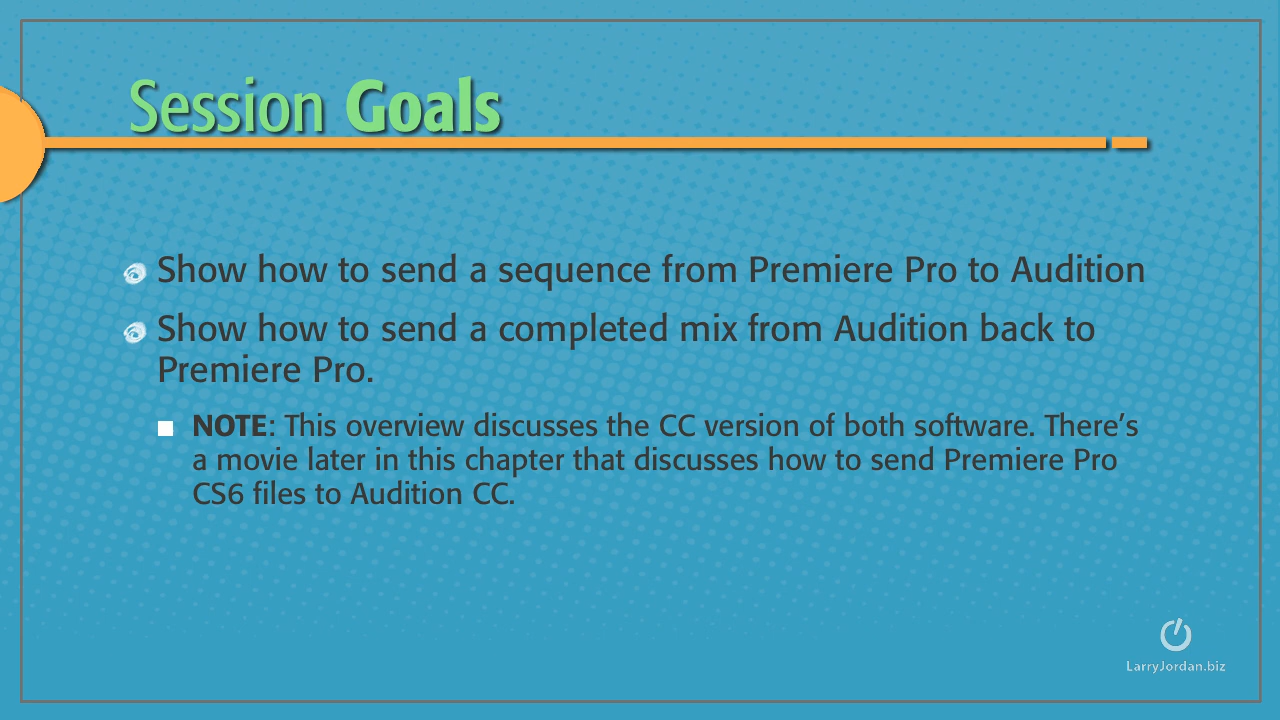 Session Goals
Show how to send a sequence from Premiere Pro to Audition
Show how to send a completed mix from Audition back to
Premiere Pro.
NOTE: This overview discusses the CC version of both software. There’s
a movie later in this chapter that discusses how to send Premiere Pro
CS6 files to Audition CC.
LarryJordan.biz